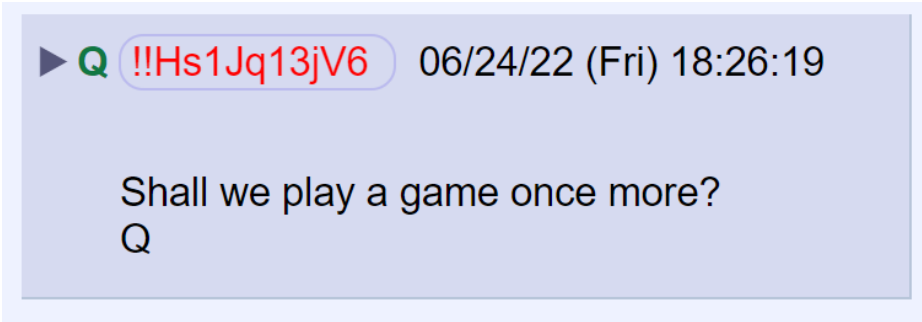 Q !!Hs1Jq13jV6 06/24/22 (Fri) 18:26:19
Shall we play a game once more?
Q